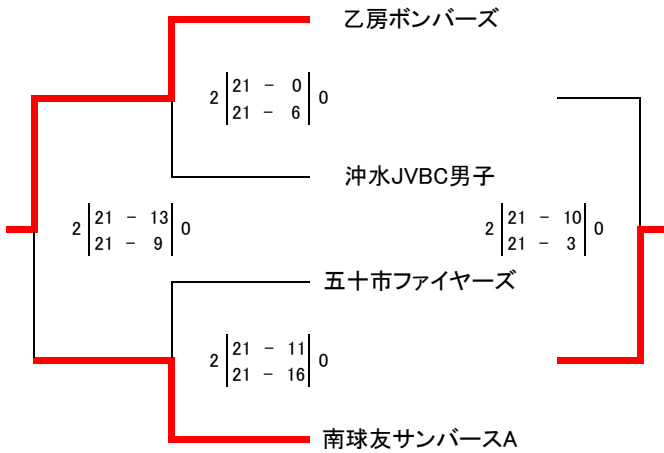 乙房ボンバーズ
2 21 － 0 0
21 － 6
沖水JVBC男子
2 21 － 13 0
21 － 9
2 21 － 10 0
21 － 3
五十市ファイヤーズ
2 21 － 11 0
21 － 16
南球友サンバースA